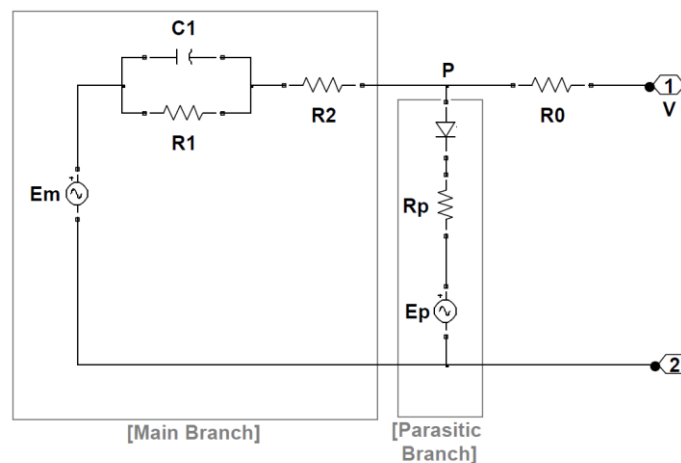 C1
P
1
R2
R0
V
R1
+
Em
Rp
+
Ep
2
[Main Branch]
[Parasitic
Branch]